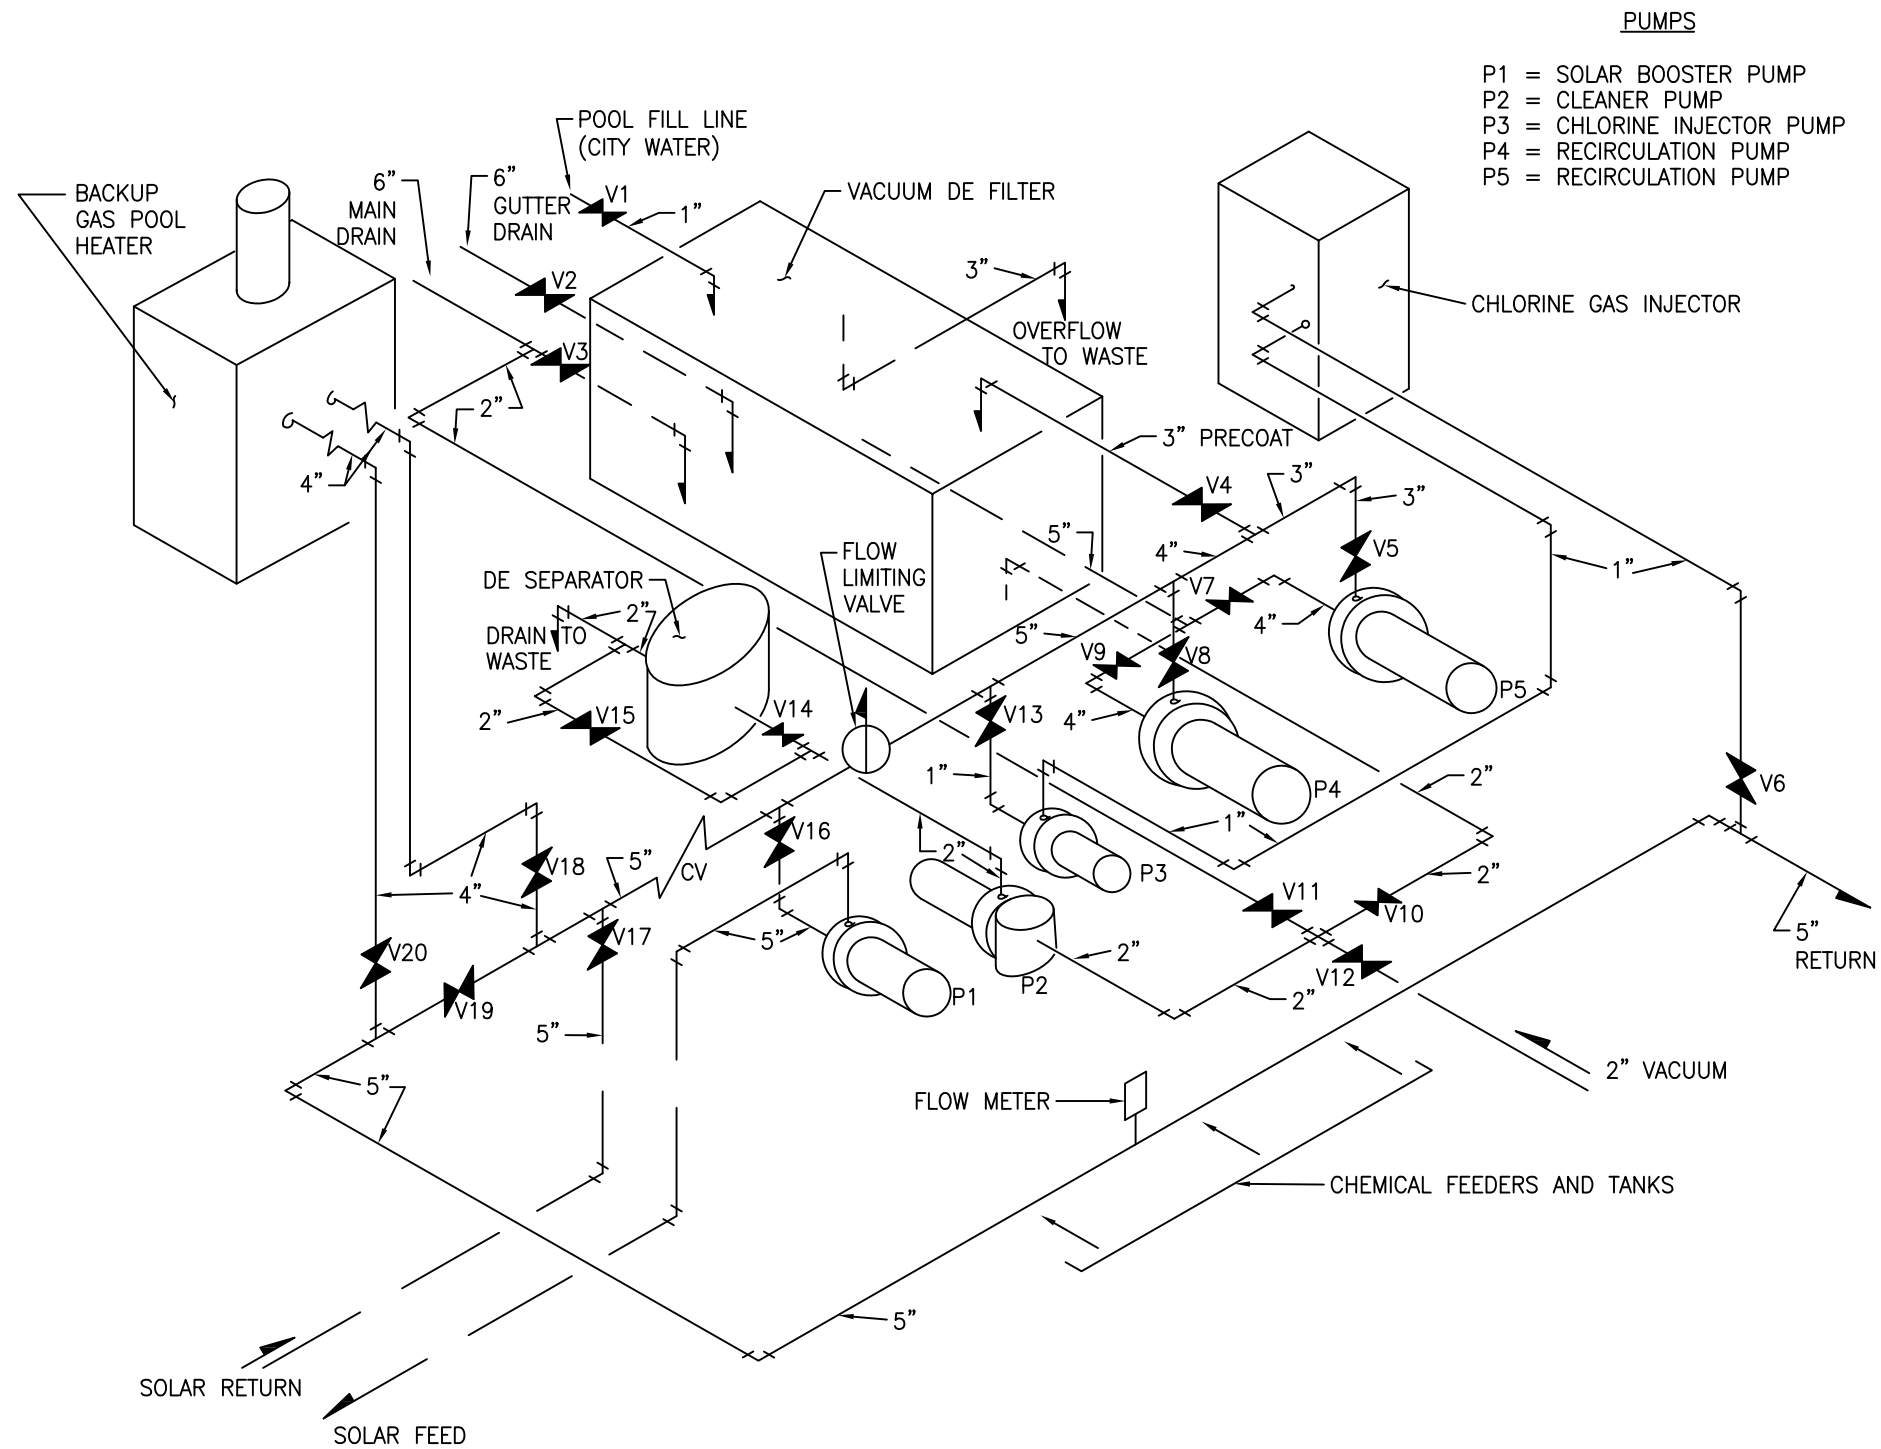 PUMPS
P1 = SOLAR BOOSTER PUMP
P2 = CLEANER PUMP
P3 = CHLORINE INJECTOR PUMP
P4 = RECIRCULATION PUMP
P5 = RECIRCULATION PUMP
POOL FILL LINE
(CITY WATER)
6”
MAIN
DRAIN
6”
GUTTER
DRAIN
V1
1”
BACKUP
GAS POOL
HEATER
VACUUM DE FILTER
V2
3”
OVERFLOW
TO WASTE
CHLORINE GAS INJECTOR
V3
2”
3” PRECOAT
4”
V4
3”
3”
5”
4”
V5
FLOW
LIMITING
VALVE
DE SEPARATOR
2”
DRAIN TO
WASTE
5”
V7
4”
1”
V9
V8
P5
2”
V15
V14
V13
4”
1”
P4
2”
V6
V16
1”
5”
CV
2”
P3
2”
V18
4”
V11
V10
V17
5”
2”
V20
P2
V12
5”
RETURN
V19
P1
2”
5”
5”
2” VACUUM
FLOW METER
CHEMICAL FEEDERS AND TANKS
5”
SOLAR RETURN
SOLAR FEED